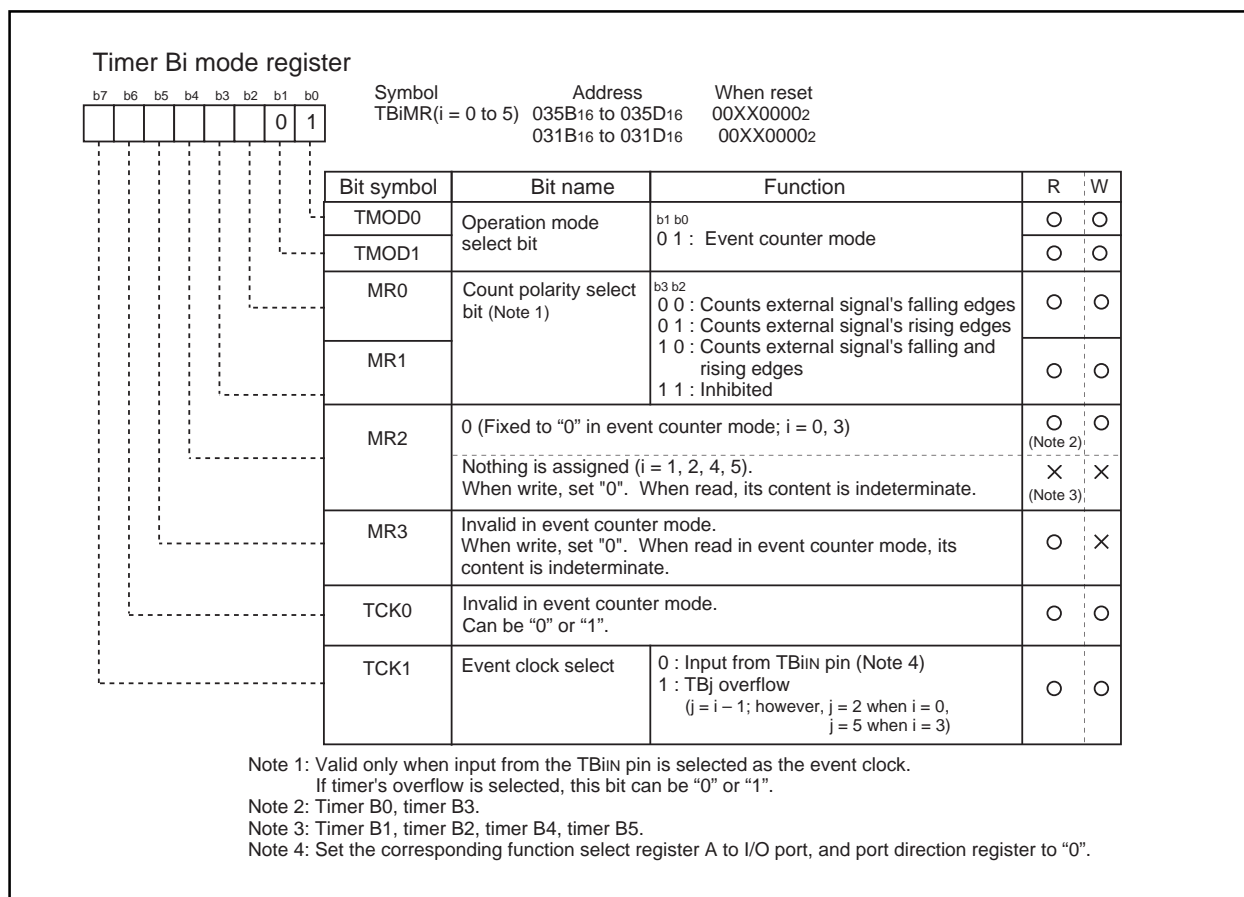 Timer Bi mode register
b7 b6 b5 b4 b3 b2 b1 b0
0 1
Symbol Address When reset
TBiMR(i = 0 to 5) 035B16 to 035D16 00XX00002
031B16 to 031D16 00XX00002
Bit symbol Bit name Function R W
TMOD0
TMOD1
Operation mode
select bit
b1 b0
0 1 : Event counter mode
MR0
MR1
Count polarity select
bit (Note 1)
b3 b2
0 0 : Counts external signal's falling edges
0 1 : Counts external signal's rising edges
1 0 : Counts external signal's falling and
rising edges
1 1 : Inhibited
MR2
0 (Fixed to “0” in event counter mode; i = 0, 3)
(Note 2)
Nothing is assigned (i = 1, 2, 4, 5).
When write, set "0". When read, its content is indeterminate.
(Note 3)
MR3
Invalid in event counter mode.
When write, set "0". When read in event counter mode, its
content is indeterminate.
TCK0
Invalid in event counter mode.
Can be “0” or “1”.
TCK1
Event clock select
0 : Input from TBiIN pin (Note 4)
1 : TBj overflow
(j = i – 1; however, j = 2 when i = 0,
j = 5 when i = 3)
Note 1: Valid only when input from the TBiIN pin is selected as the event clock.
If timer's overflow is selected, this bit can be “0” or “1”.
Note 2: Timer B0, timer B3.
Note 3: Timer B1, timer B2, timer B4, timer B5.
Note 4: Set the corresponding function select register A to I/O port, and port direction register to “0”.